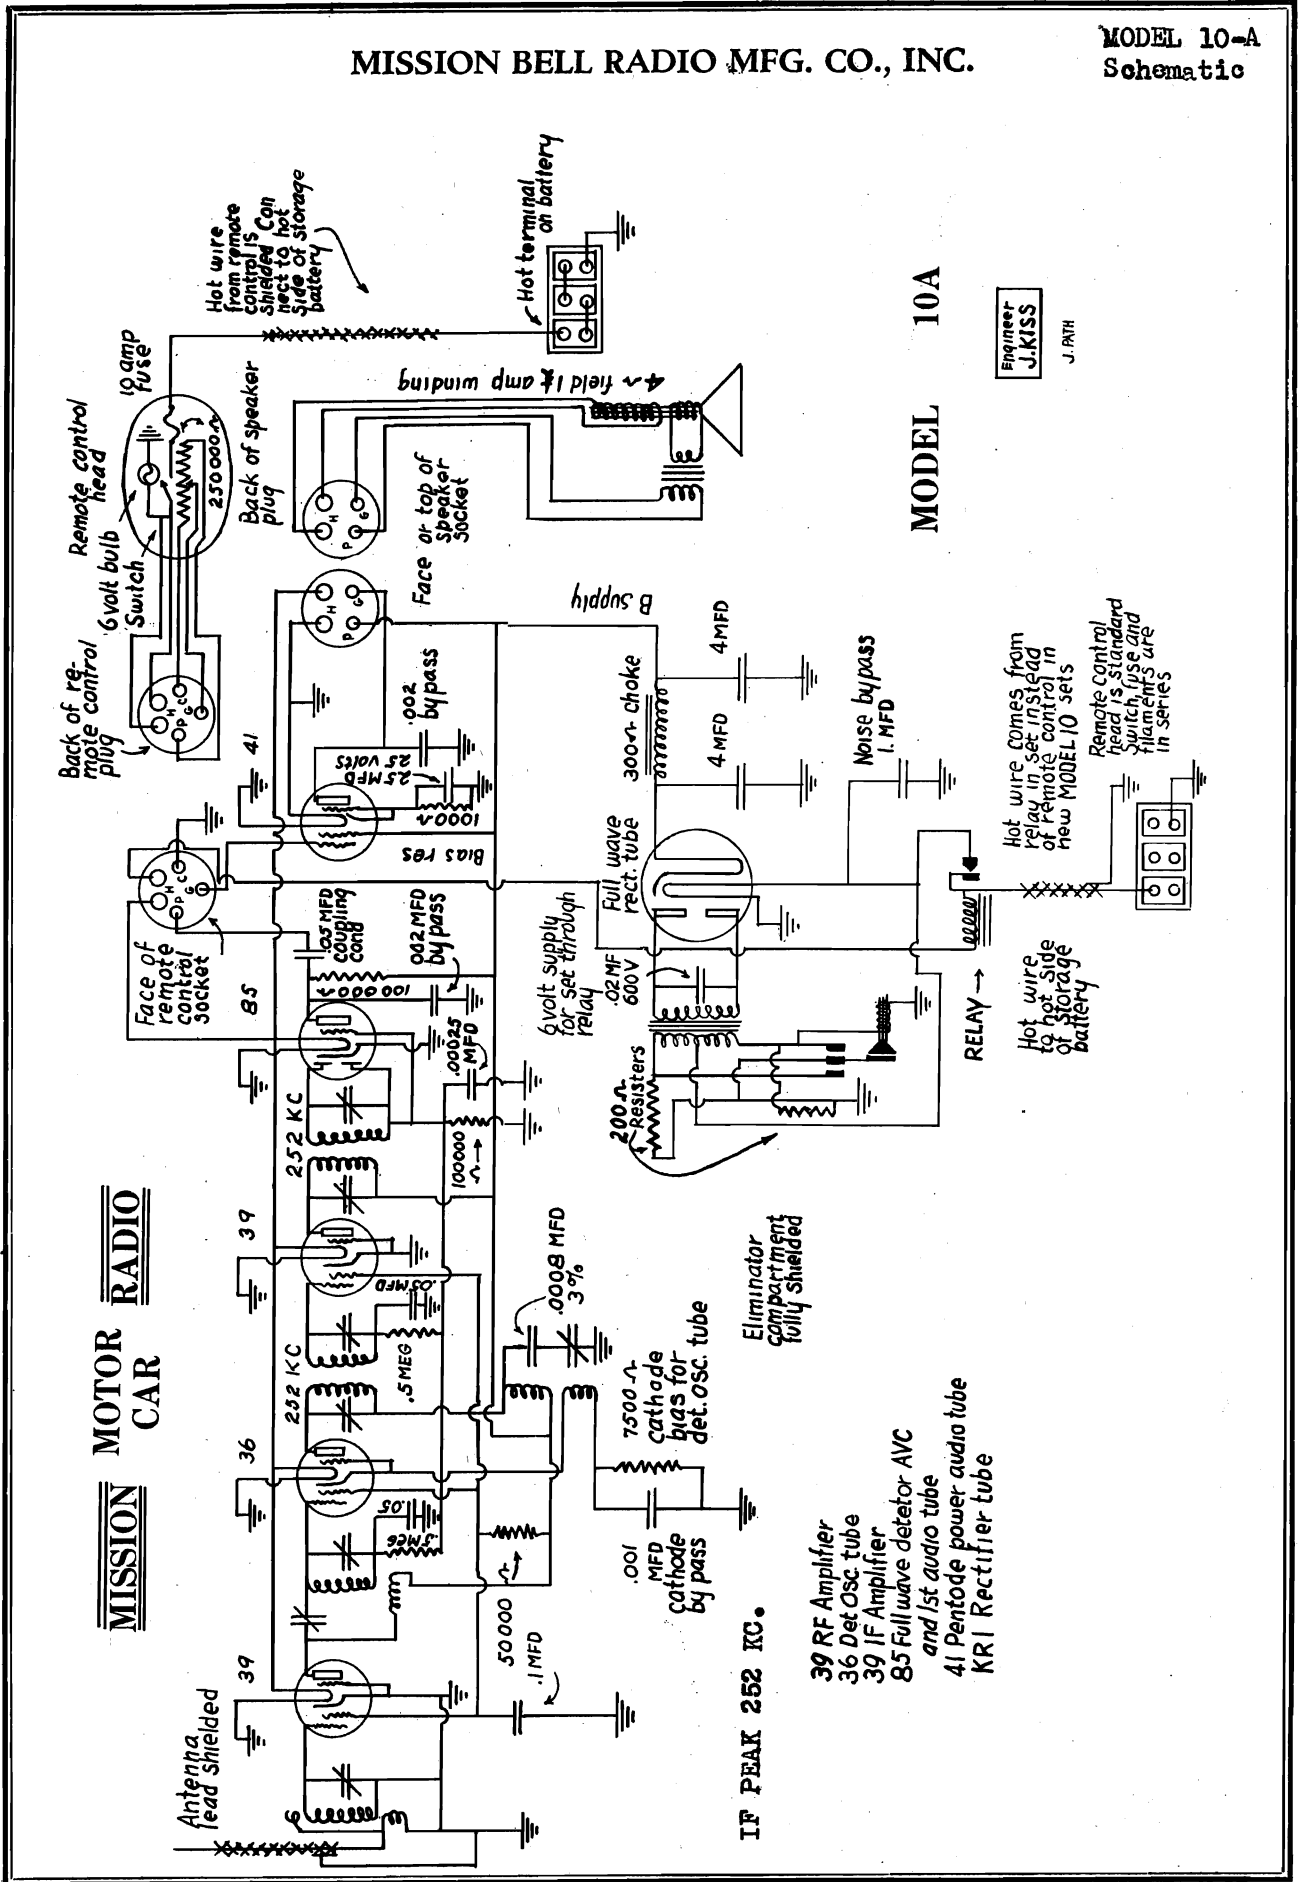 MISSION BELL RADIO MFG. CO., INC.
MODEL 10-A
Schematic
MISSION MOTOR RADIO
CAR
Antenna
lead shielded
39
36
39
85
41
252 KC
252 KC
.5 MEG
.05
.5 MEG
.05 MFD
50000
.1 MFD
.0008 MFD
3%
7500
cathode
bias for
det. osc. tube
.001
MFD
cathode
by pass
100000
.00025
MFD
100 000
.002 MFD
by pass
.05 MFD
coupling
cond
Face of
remote
control
socket
H
P
C
G
Bias res
1000
25 MFD
25 volts
.002
by pass
Back of re-
mote control
plug
H
P
C
G
6 volt bulb
Switch
Remote control
head
10 amp
fuse
250000
Hot wire
from remote
control is
shielded Con
nect to hot
side of storage
battery
Hot terminal
on battery
Back of speaker
plug
H
P
G
Face or top of
speaker
socket
H
P
G
4 field 1 amp winding
B supply
300 choke
4 MFD
4 MFD
Full wave
rect. tube
6 volt supply
for set through
relay
.02 MF
600 V
200
Resisters
Noise by pass
1. MFD
RELAY
Hot wire
to hot side
of storage
battery
Hot wire comes from
relay in set instead
of remote control in
new MODEL 10 sets
Remote control
head is standard
Switch, fuse and
filaments are
in series
Eliminator
compartment
fully shielded
IF PEAK 252 KC.
39 RF Amplifier
36 Det Osc tube
39 IF Amplifier
85 Full wave detetor AVC
and 1st audio tube
41 Pentode power audio tube
KR1 Rectifier tube
MODEL 10A
Engineer
J. KISS
J. PATH